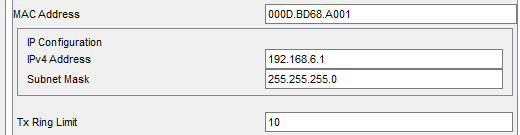 MAC Address 000D.BD68.A001
IP Configuration
IPv4 Address 192.168.6.1
Subnet Mask 255.255.255.0
Tx Ring Limit 10